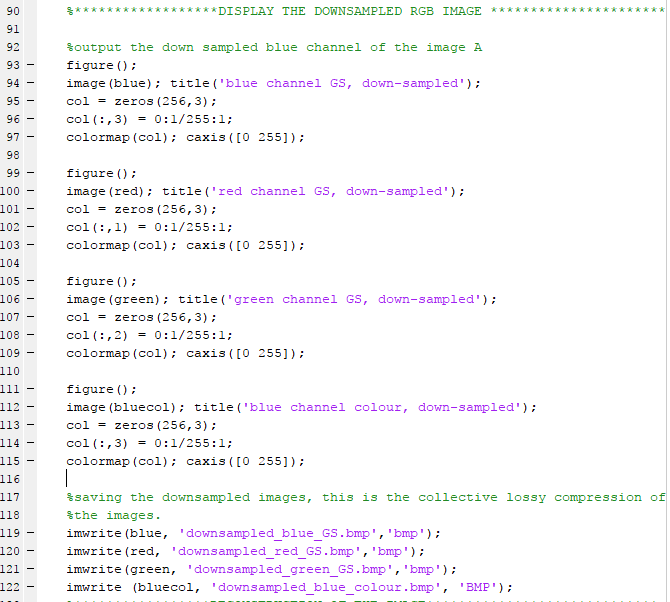 90 %******************DISPLAY THE DOWNSAMPLED RGB IMAGE **********************
91
92 %output the down sampled blue channel of the image A
93 – figure();
94 – image(blue); title('blue channel GS, down-sampled');
95 – col = zeros(256,3);
96 – col(:,3) = 0:1/255:1;
97 – colormap(col); caxis([0 255]);
98
99 – figure();
100 – image(red); title('red channel GS, down-sampled');
101 – col = zeros(256,3);
102 – col(:,1) = 0:1/255:1;
103 – colormap(col); caxis([0 255]);
104
105 – figure();
106 – image(green); title('green channel GS, down-sampled');
107 – col = zeros(256,3);
108 – col(:,2) = 0:1/255:1;
109 – colormap(col); caxis([0 255]);
110
111 – figure();
112 – image(bluecol); title('blue channel colour, down-sampled');
113 – col = zeros(256,3);
114 – col(:,3) = 0:1/255:1;
115 – colormap(col); caxis([0 255]);
116
117 %saving the downsampled images, this is the collective lossy compression of
118 %the images.
119 – imwrite(blue, 'downsampled_blue_GS.bmp','bmp');
120 – imwrite(red, 'downsampled_red_GS.bmp','bmp');
121 – imwrite(green, 'downsampled_green_GS.bmp','bmp');
122 – imwrite (bluecol, 'downsampled_blue_colour.bmp', 'BMP');